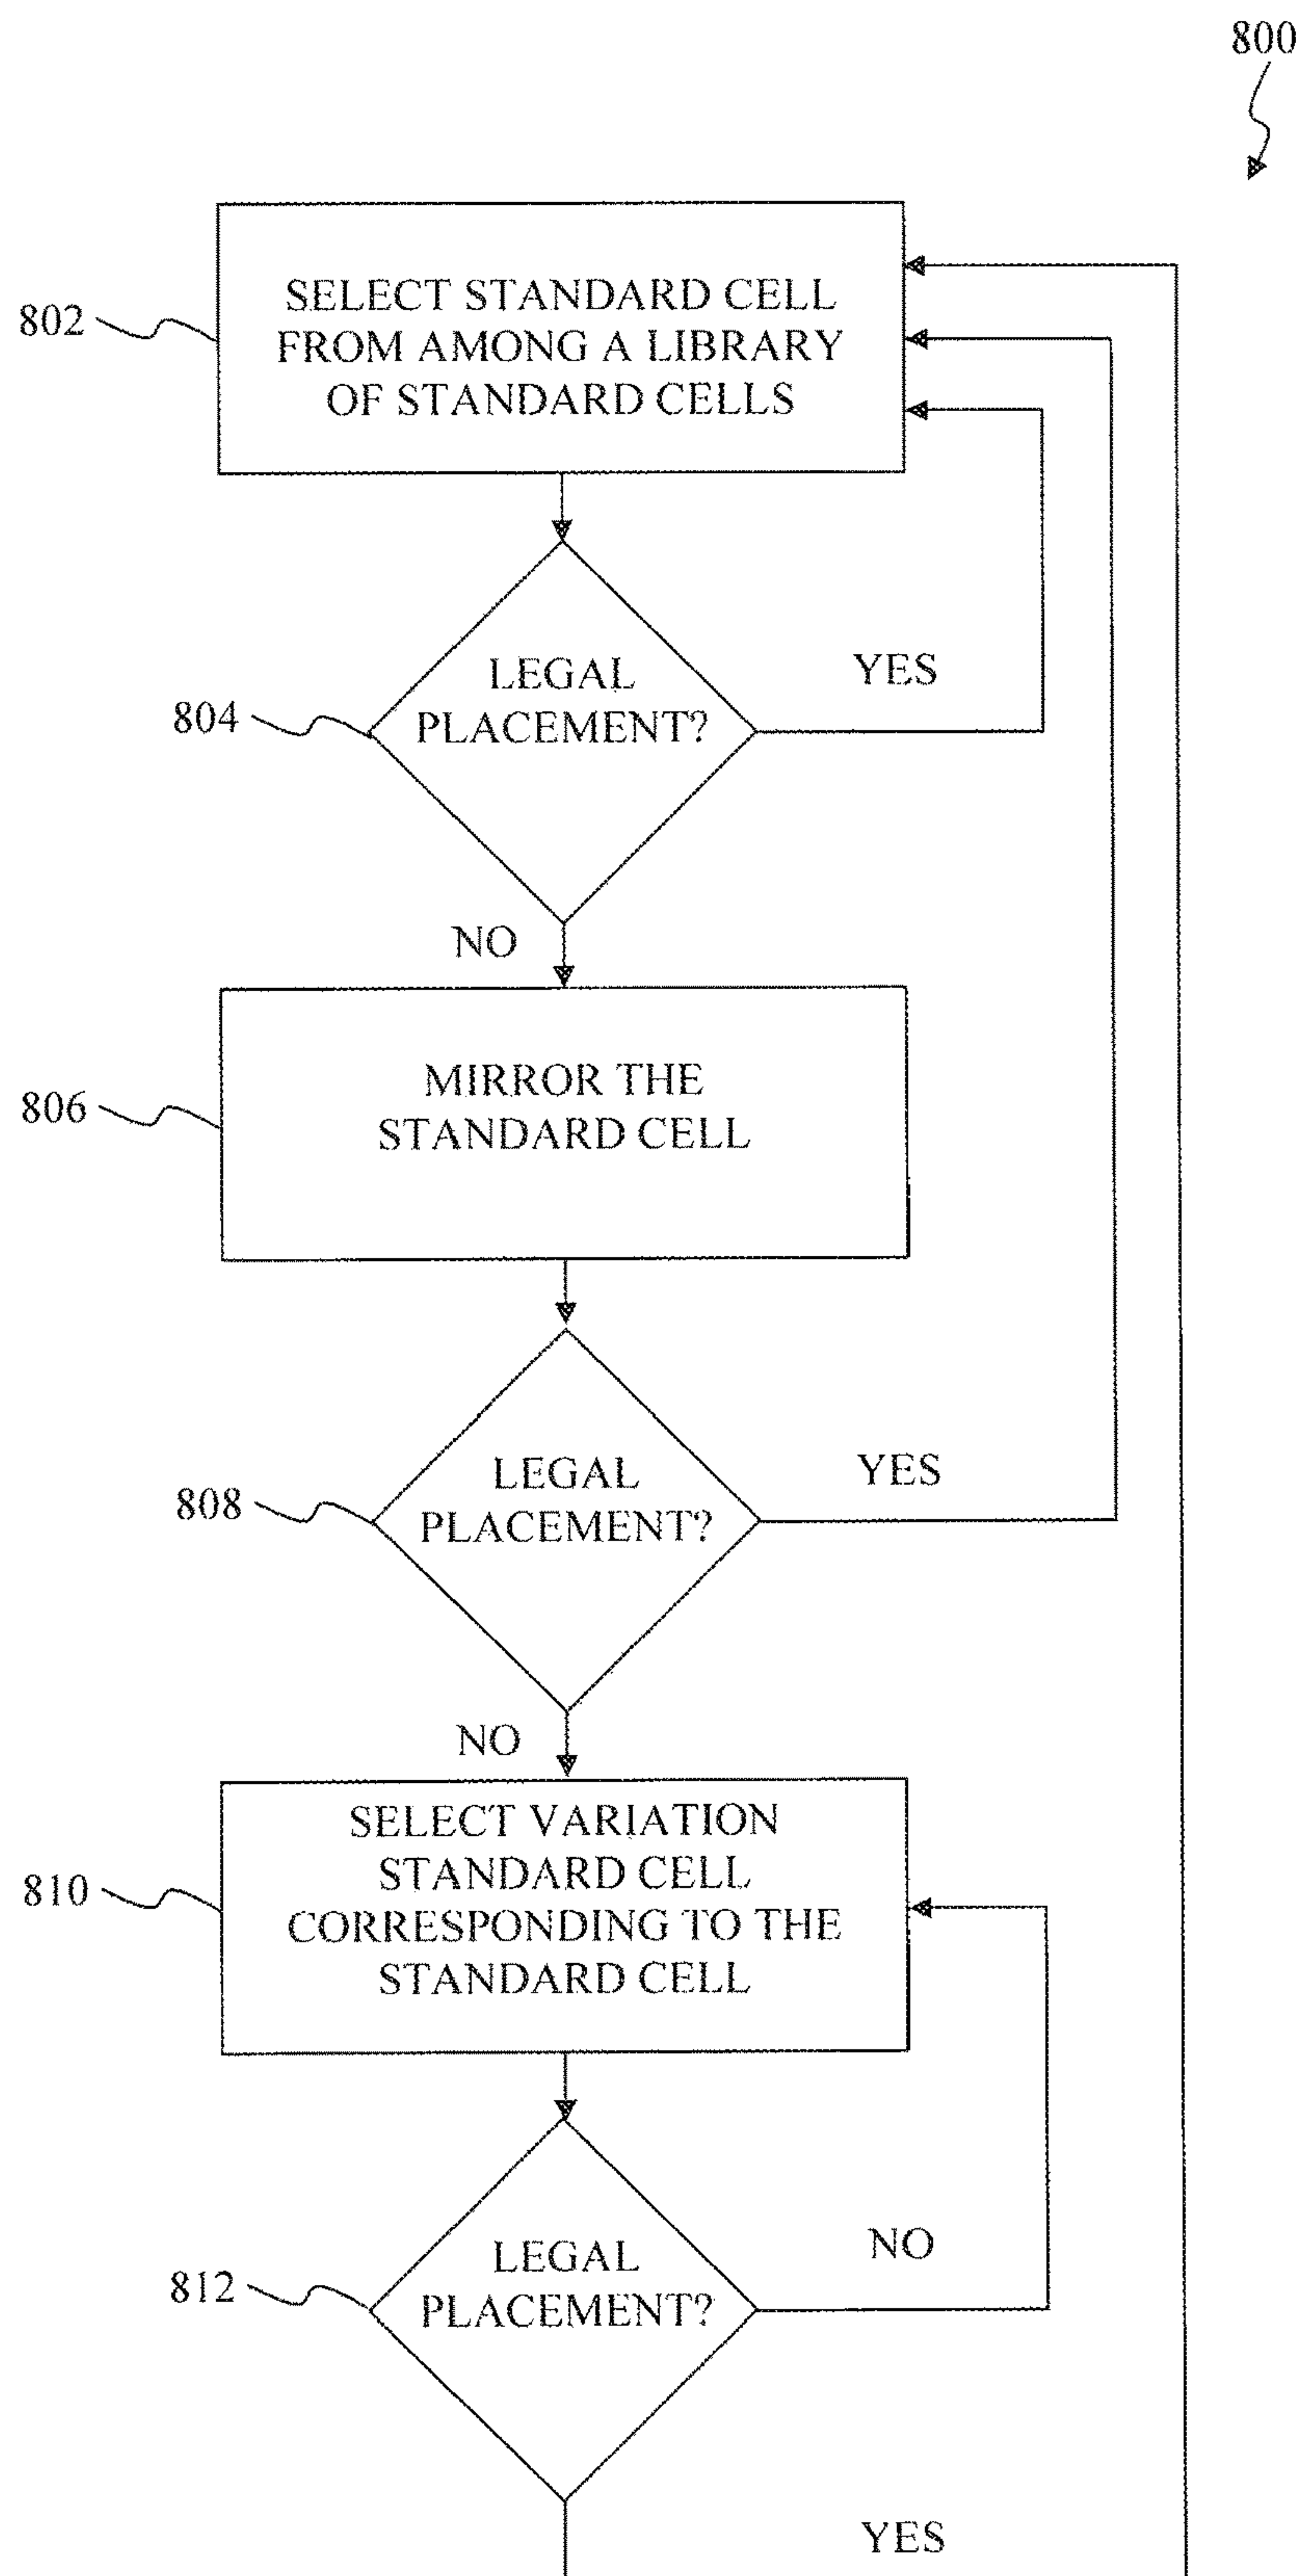 800
802
SELECT STANDARD CELL
FROM AMONG A LIBRARY
OF STANDARD CELLS
804
LEGAL
PLACEMENT?
YES
NO
806
MIRROR THE
STANDARD CELL
808
LEGAL
PLACEMENT?
YES
NO
810
SELECT VARIATION
STANDARD CELL
CORRESPONDING TO THE
STANDARD CELL
812
LEGAL
PLACEMENT?
NO
YES